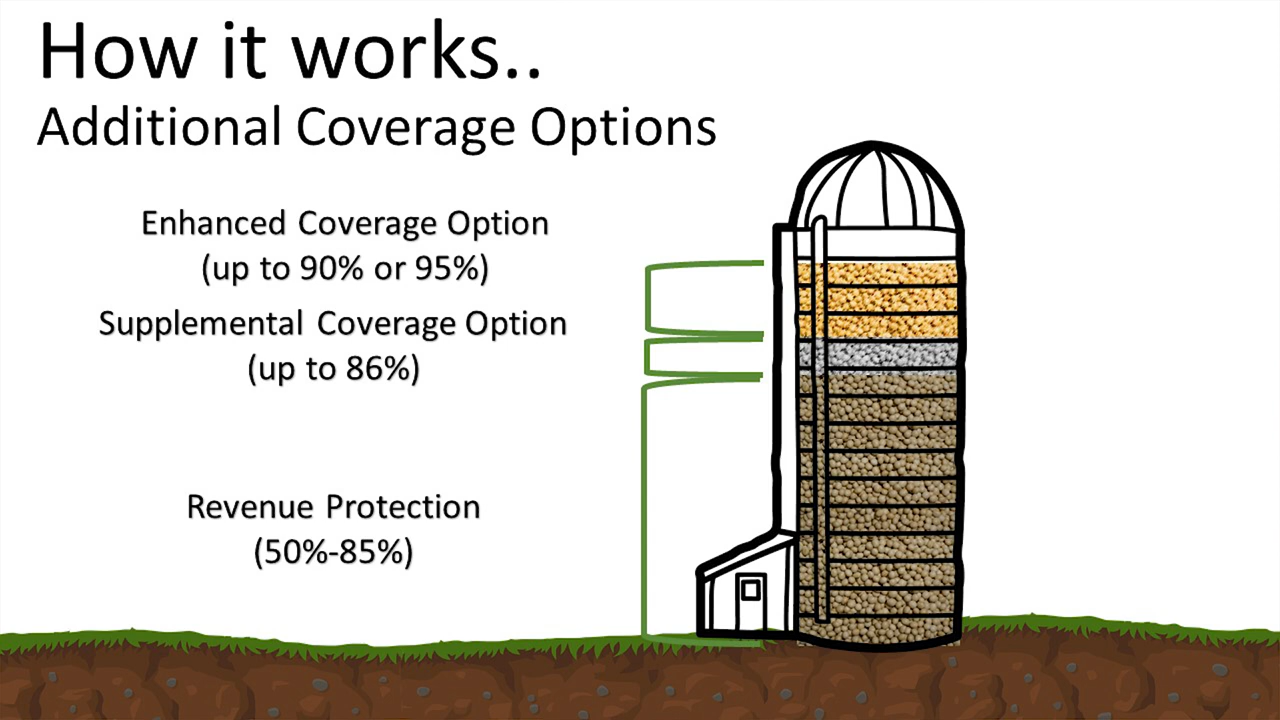 How it works..
Additional Coverage Options
Enhanced Coverage Option
(up to 90% or 95%)
Supplemental Coverage Option
(up to 86%)
Revenue Protection
(50%-85%)